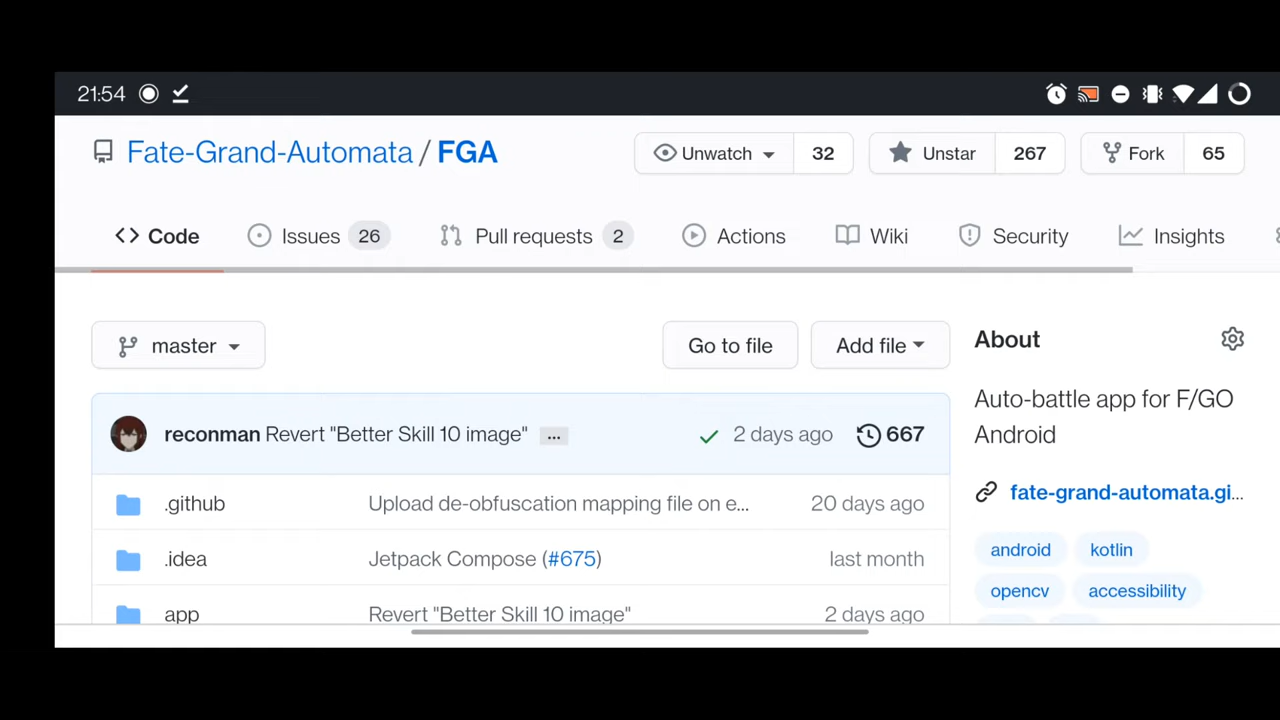 21:54
Fate-Grand-Automata / FGA
Unwatch 32
Unstar 267
Fork 65
Code
Issues 26
Pull requests 2
Actions
Wiki
Security
Insights
master
Go to file
Add file
About
Auto-battle app for F/GO
Android
fate-grand-automata.gi...
android kotlin
opencv accessibility
reconman Revert "Better Skill 10 image" ... 2 days ago 667
.github Upload de-obfuscation mapping file on e... 20 days ago
.idea Jetpack Compose (#675) last month
app Revert "Better Skill 10 image" 2 days ago